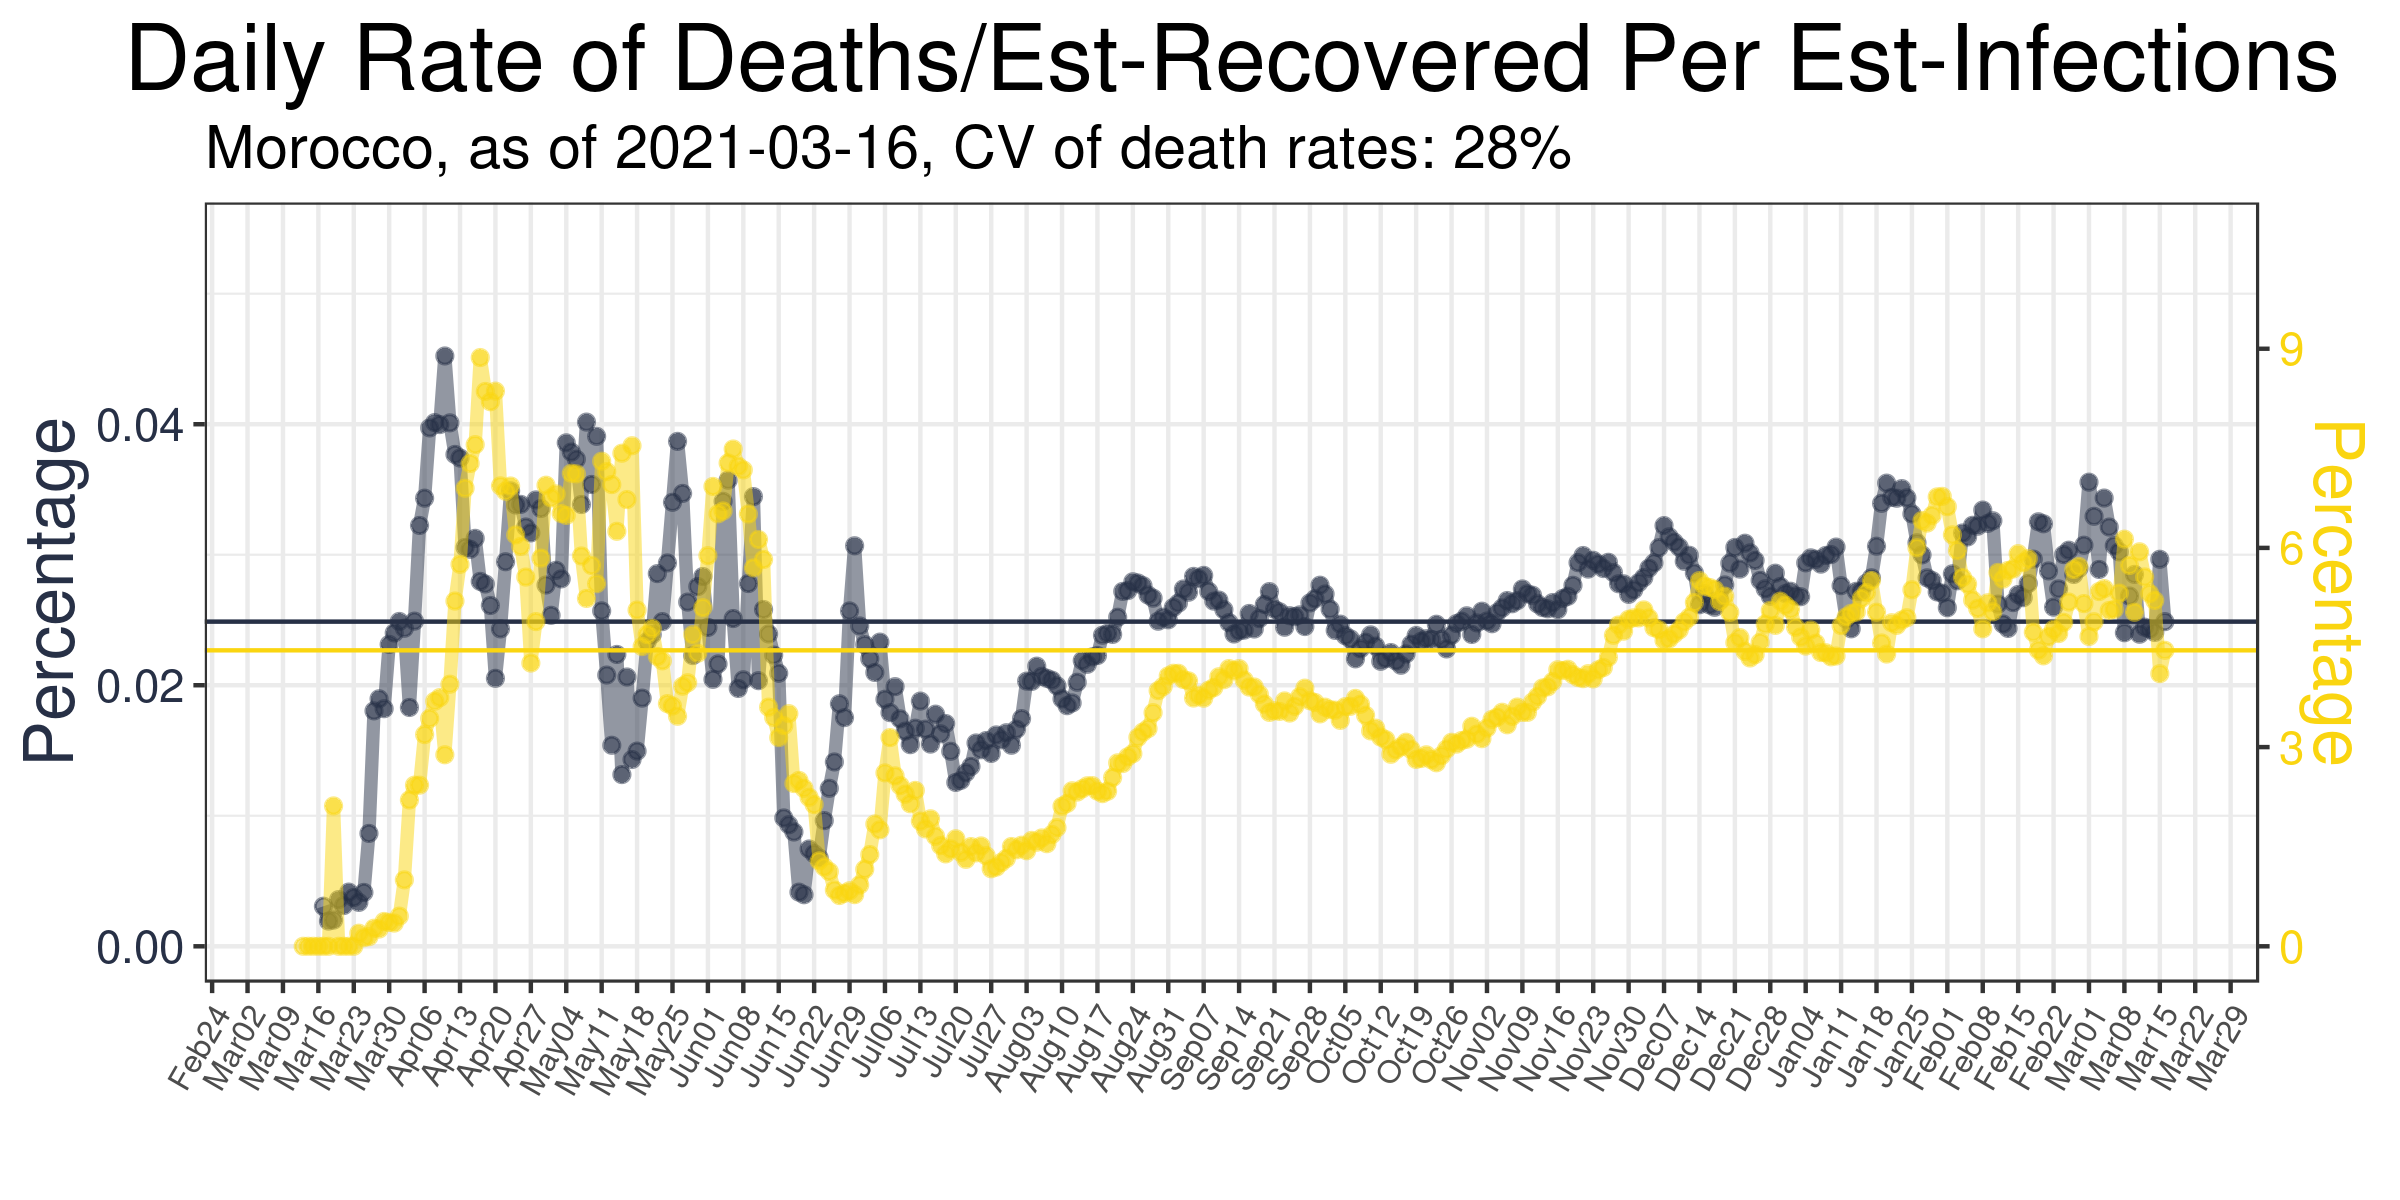 Daily Rate of Deaths/Est-Recovered Per Est-Infections
Morocco, as of 2021-03-16, CV of death rates: 28%
Percentage
0.04
0.02
0.00
9
6
3
0
Percentage
Feb24
Mar02
Mar09
Mar16
Mar23
Mar30
Apr06
Apr13
Apr20
Apr27
May04
May11
May18
May25
Jun01
Jun08
Jun15
Jun22
Jun29
Jul06
Jul13
Jul20
Jul27
Aug03
Aug10
Aug17
Aug24
Aug31
Sep07
Sep14
Sep21
Sep28
Oct05
Oct12
Oct19
Oct26
Nov02
Nov09
Nov16
Nov23
Nov30
Dec07
Dec14
Dec21
Dec28
Jan04
Jan11
Jan18
Jan25
Feb01
Feb08
Feb15
Feb22
Mar01
Mar08
Mar15
Mar22
Mar29